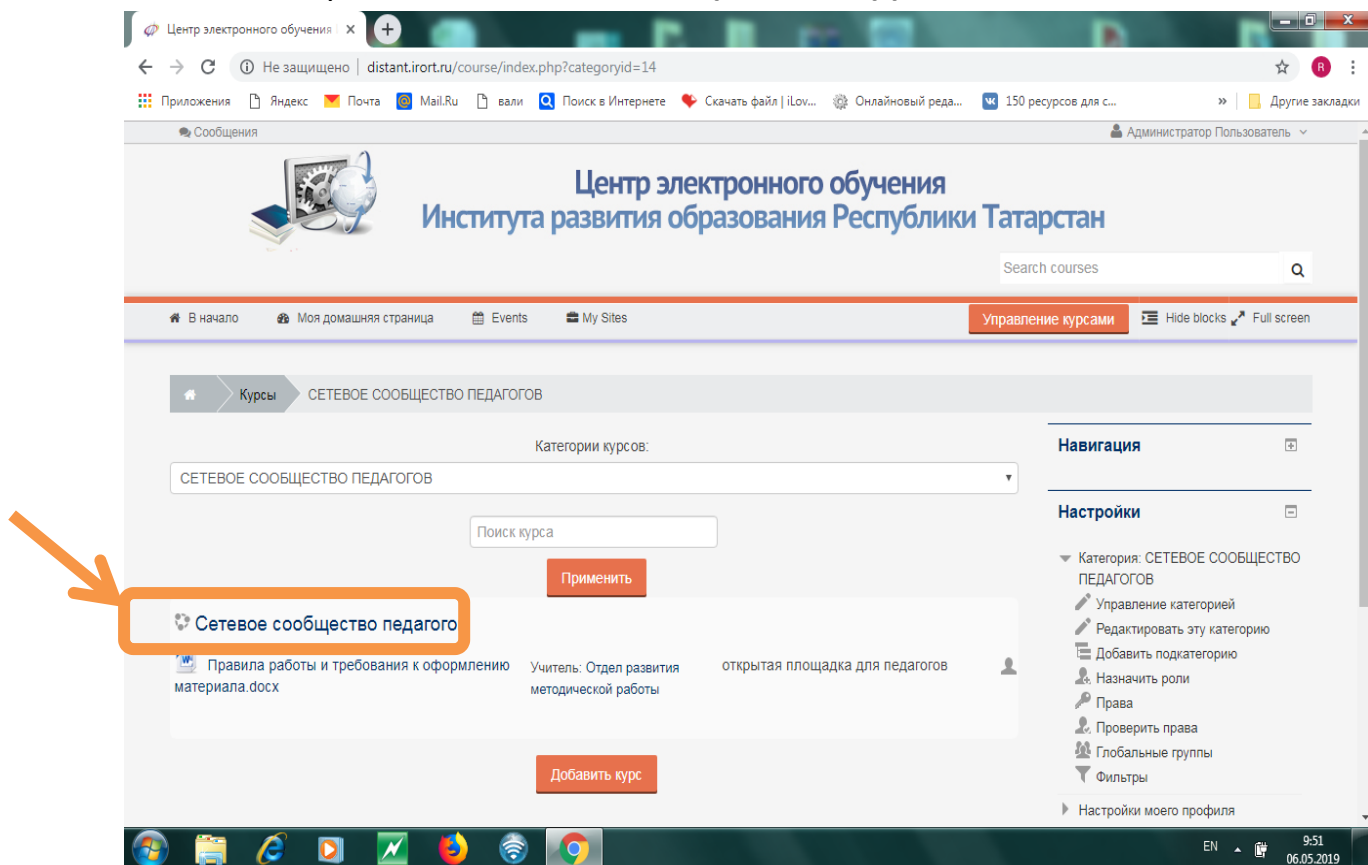 Центр электронного обучения
Не защищено | distant.irort.ru/course/index.php?categoryid=14
R
Приложения Яндекс Почта Mail.Ru вали Поиск в Интернете Скачать файл | iLov... Онлайновый реда... 150 ресурсов для с... » Другие закладки
Сообщения Администратор Пользователь
Центр электронного обучения
Института развития образования Республики Татарстан
Search courses
В начало Моя домашняя страница Events My Sites Управление курсами Hide blocks Full screen
Курсы СЕТЕВОЕ СООБЩЕСТВО ПЕДАГОГОВ
Категории курсов:
СЕТЕВОЕ СООБЩЕСТВО ПЕДАГОГОВ
Поиск курса
Применить
Сетевое сообщество педагого
Правила работы и требования к оформлению
материала.docx
Учитель: Отдел развития
методической работы
открытая площадка для педагогов
Добавить курс
Навигация
Настройки
Категория: СЕТЕВОЕ СООБЩЕСТВО
ПЕДАГОГОВ
Управление категорией
Редактировать эту категорию
Добавить подкатегорию
Назначить роли
Права
Проверить права
Глобальные группы
Фильтры
Настройки моего профиля
EN
9:51
06.05.2019